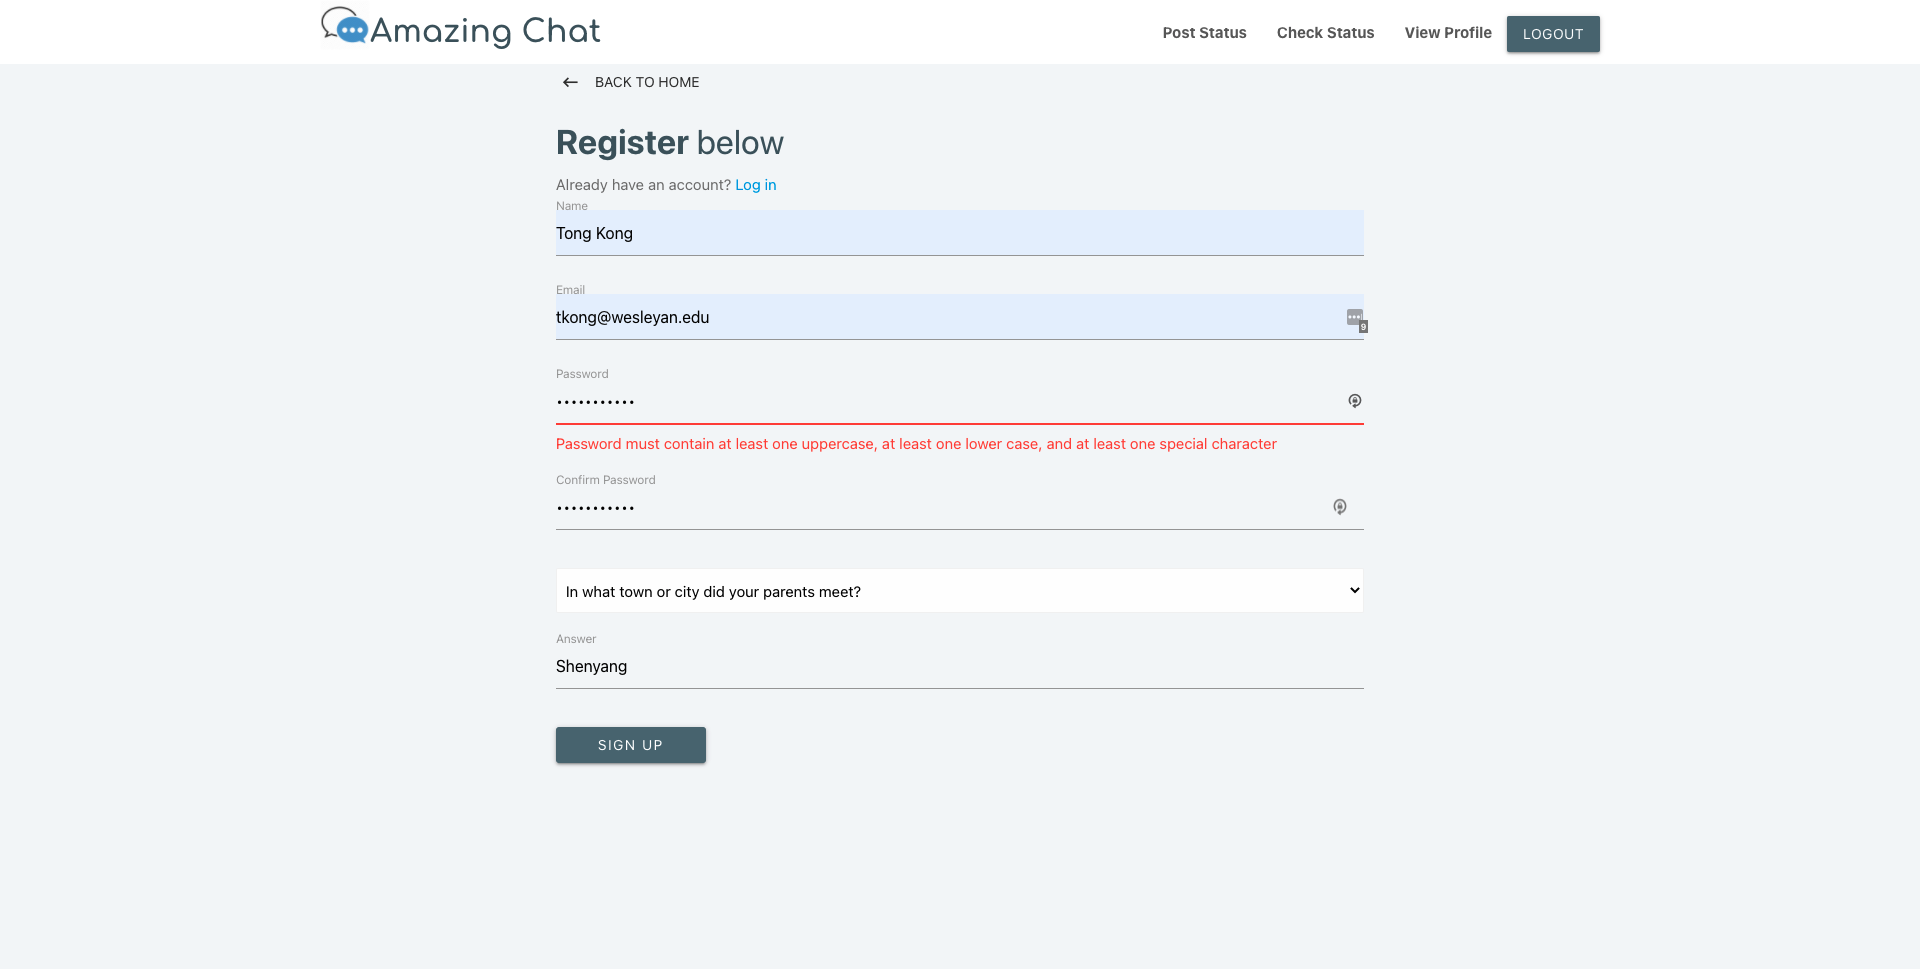 Amazing Chat
Post Status
Check Status
View Profile
LOGOUT
BACK TO HOME
Register below
Already have an account? Log in
Name
Tong Kong
Email
tkong@wesleyan.edu
9
Password
•••••••••••
Password must contain at least one uppercase, at least one lower case, and at least one special character
Confirm Password
•••••••••••
In what town or city did your parents meet?
Answer
Shenyang
SIGN UP